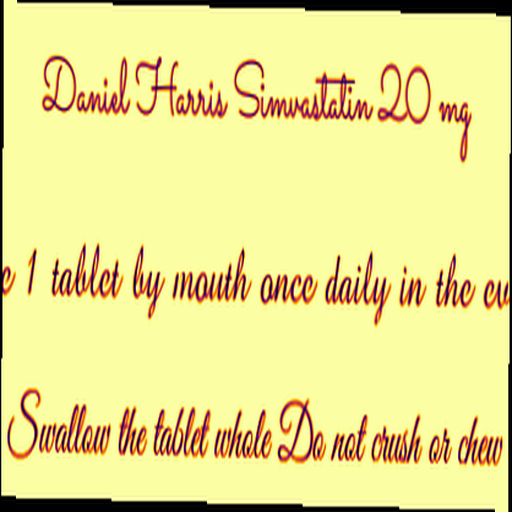 Daniel Harris Simvastatin 20 mg
1 tablet by mouth once daily in the
Swallow the tablet whole Do not crush or chew